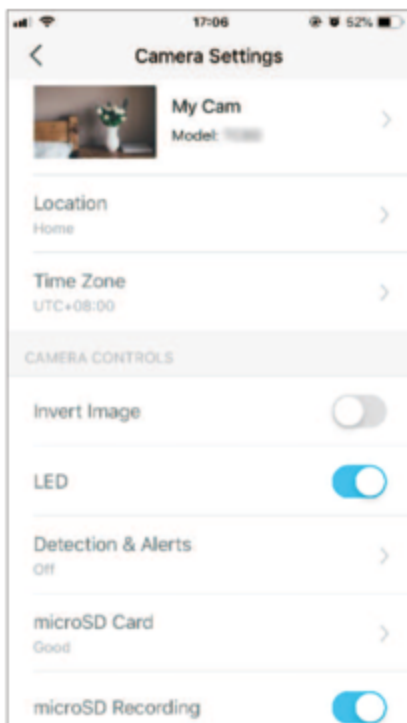 17:06
52%
Camera Settings
My Cam
Model:
Location
Home
Time Zone
UTC+08:00
CAMERA CONTROLS
Invert Image
LED
Detection & Alerts
Off
microSD Card
Good
microSD Recording